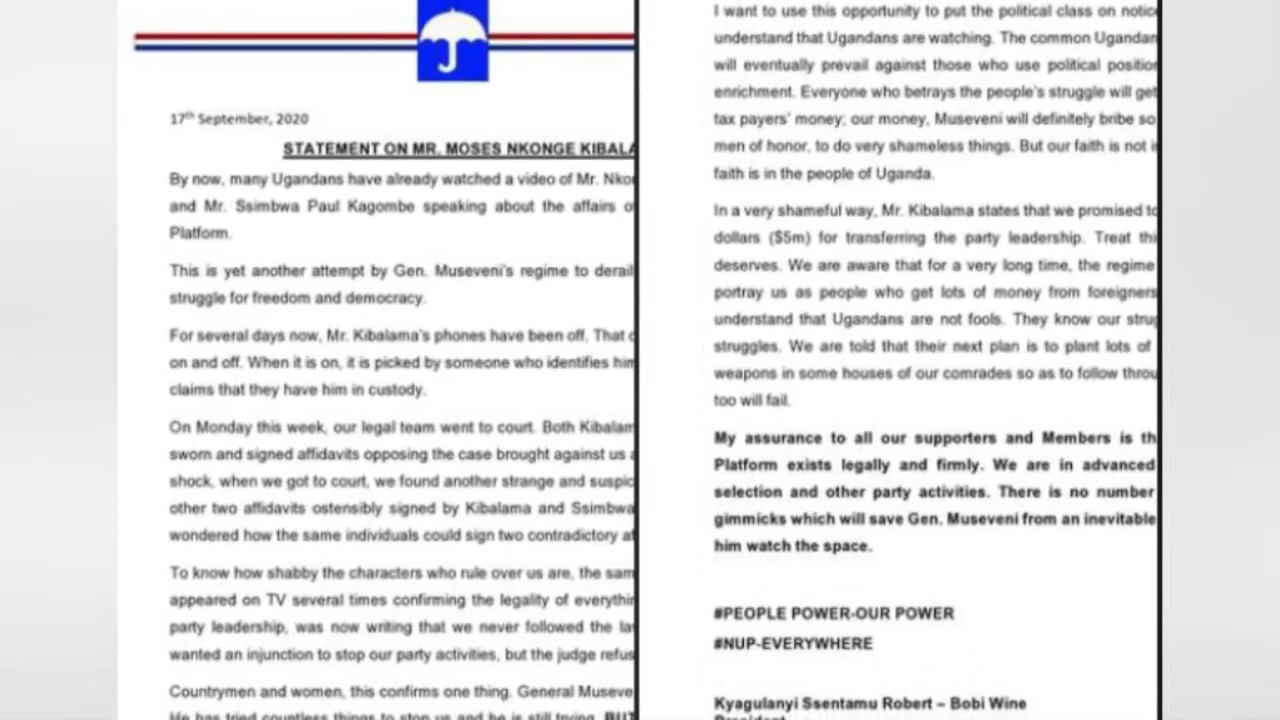 17th September, 2020
STATEMENT ON MR. MOSES NKONGE KIBALA
By now, many Ugandans have already watched a video of Mr. Nko
and Mr. Ssimbwa Paul Kagombe speaking about the affairs o
Platform.
This is yet another attempt by Gen. Museveni's regime to derail
struggle for freedom and democracy.
For several days now, Mr. Kibalama's phones have been off. That
on and off. When it is on, it is picked by someone who identifies him
claims that they have him in custody.
On Monday this week, our legal team went to court. Both Kibalam
sworn and signed affidavits opposing the case brought against us
shock, when we got to court, we found another strange and suspic
other two affidavits ostensibly signed by Kibalama and Ssimbwa
wondered how the same individuals could sign two contradictory af
To know how shabby the characters who rule over us are, the sam
appeared on TV several times confirming the legality of everythin
party leadership, was now writing that we never followed the la
wanted an injunction to stop our party activities, but the judge refus
Countrymen and women, this confirms one thing. General Museve
He has tried countless things to stop us and he is still trying. BUT
I want to use this opportunity to put the political class on notic
understand that Ugandans are watching. The common Ugandan
will eventually prevail against those who use political position
enrichment. Everyone who betrays the people's struggle will get
tax payers' money; our money, Museveni will definitely bribe so
men of honor, to do very shameless things. But our faith is not i
faith is in the people of Uganda.
In a very shameful way, Mr. Kibalama states that we promised to
dollars ($5m) for transferring the party leadership. Treat thi
deserves. We are aware that for a very long time, the regime
portray us as people who get lots of money from foreigners
understand that Ugandans are not fools. They know our strug
struggles. We are told that their next plan is to plant lots of
weapons in some houses of our comrades so as to follow throu
too will fail.
My assurance to all our supporters and Members is th
Platform exists legally and firmly. We are in advanced
selection and other party activities. There is no number
gimmicks which will save Gen. Museveni from an inevitable
him watch the space.
#PEOPLE POWER-OUR POWER
#NUP-EVERYWHERE
Kyagulanyi Ssentamu Robert – Bobi Wine
President